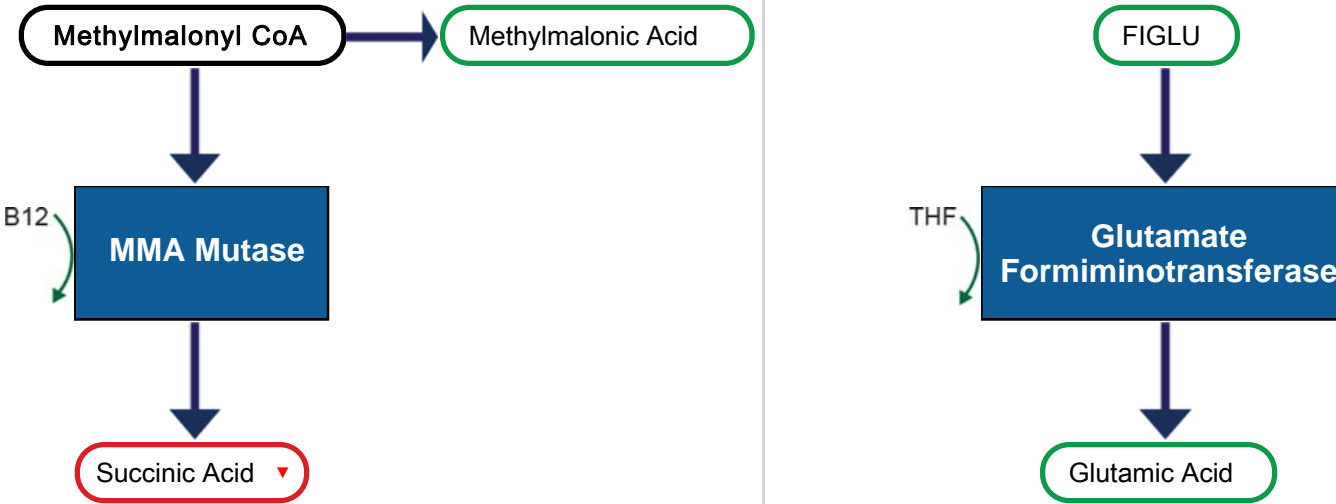 Methylmalonyl CoA
Methylmalonic Acid
B12
MMA Mutase
Succinic Acid ▼
FIGLU
THF
Glutamate
Formiminotransferase
Glutamic Acid